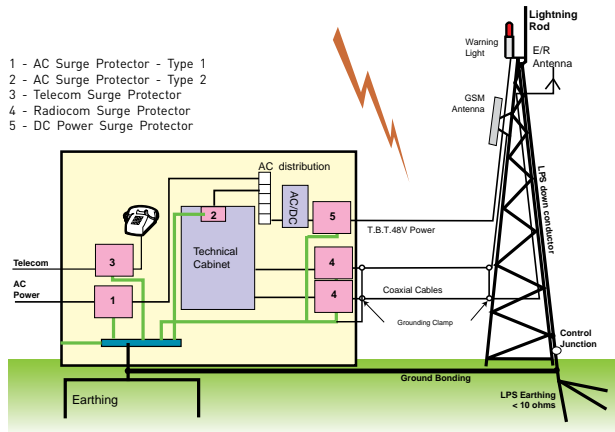 Lightning
Rod
Warning
Light
E/R
Antenna
GSM
Antenna
1 - AC Surge Protector - Type 1
2 - AC Surge Protector - Type 2
3 - Telecom Surge Protector
4 - Radiocom Surge Protector
5 - DC Power Surge Protector
AC distribution
AC/DC
2
5
T.B.T.48V Power
LPS down conductor
Technical
Cabinet
Telecom
3
4
AC
Power
1
4
Coaxial Cables
Grounding Clamp
Control
Junction
Ground Bonding
Earthing
LPS Earthing
< 10 ohms